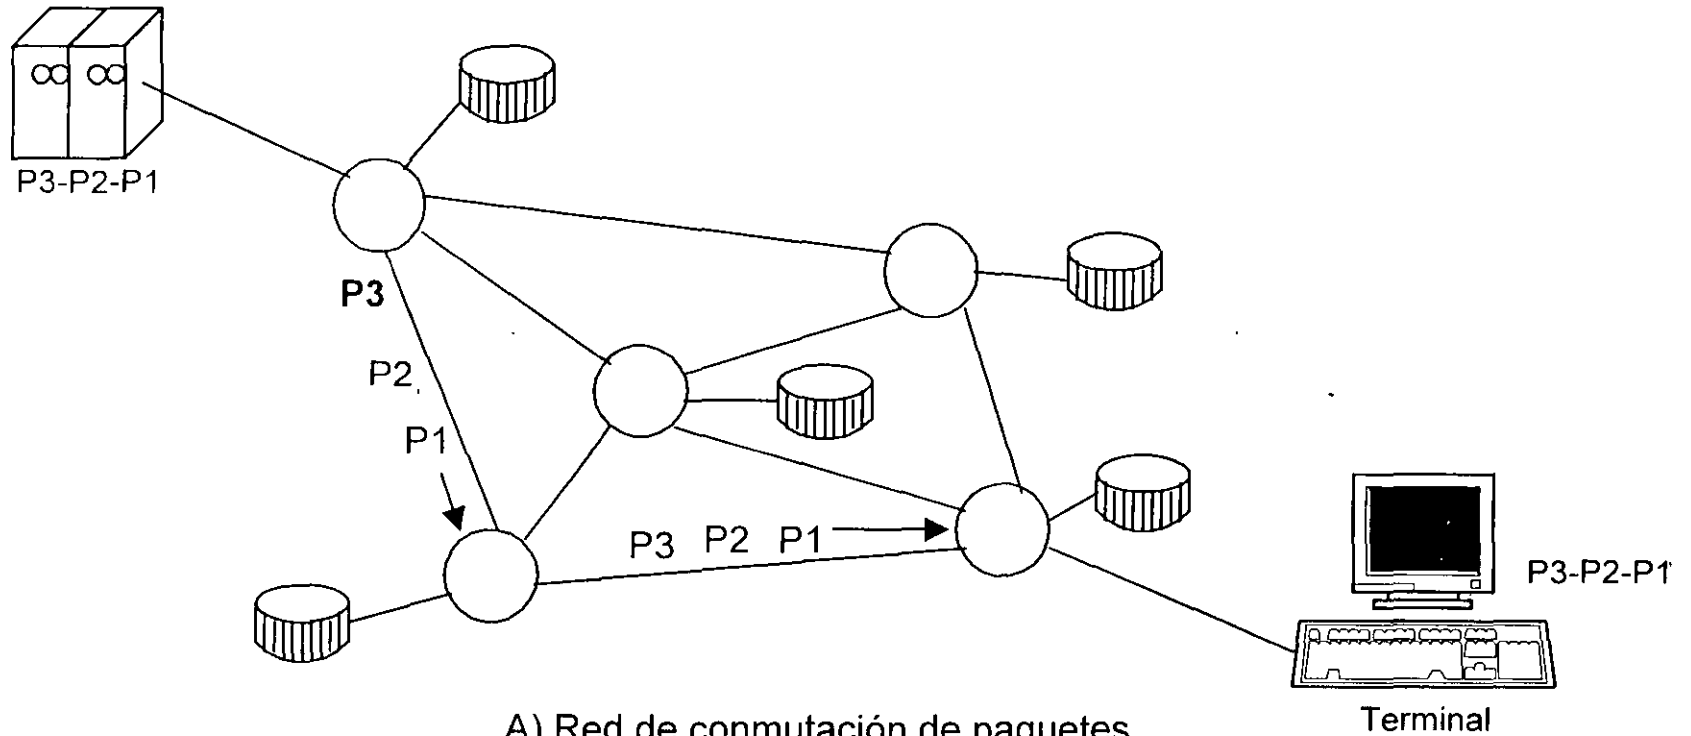 P3-P2-P1
P3
P2
P1
P3 P2 P1
P3-P2-P1
Terminal
A) Red de conmutación de paquetes